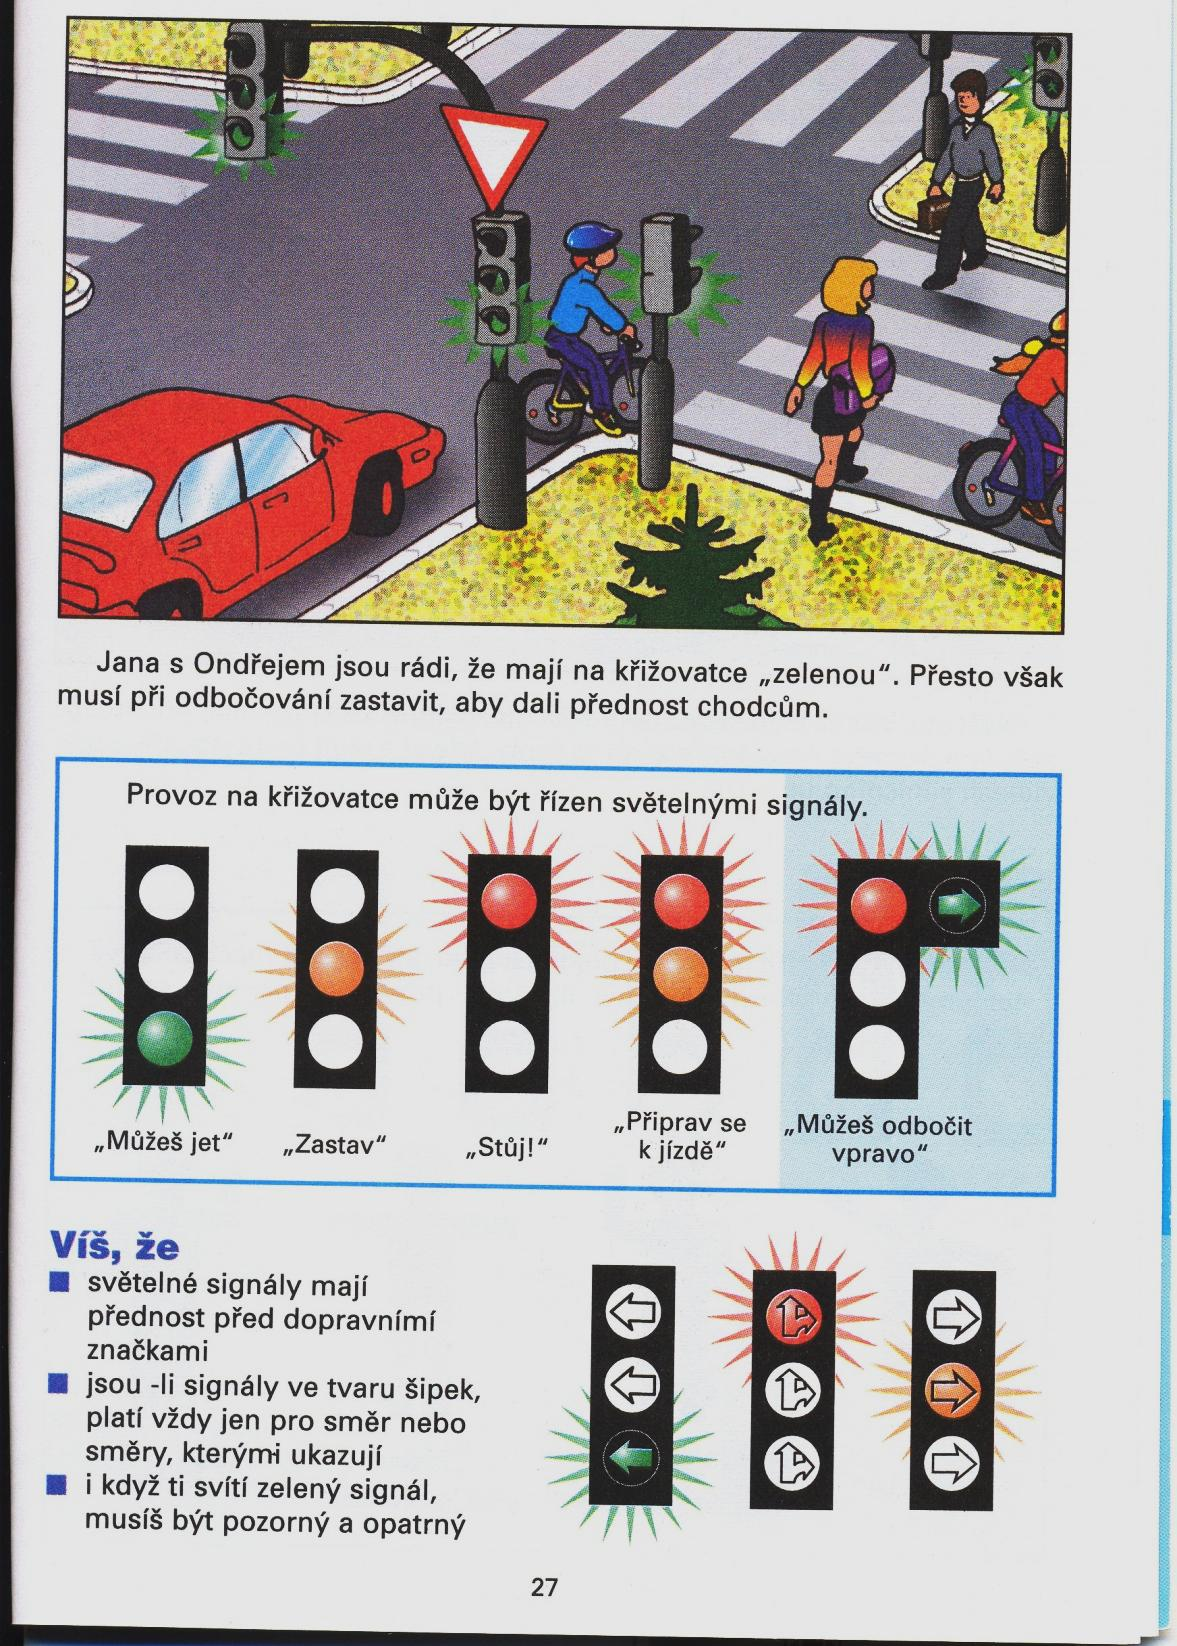 Jana s Ondřejem jsou rádi, že mají na křižovatce „zelenou“. Přesto však
musí při odbočování zastavit, aby dali přednost chodcům.
Provoz na křižovatce může být řízen světelnými signály.
„Můžeš jet“
„Zastav“
„Stůj!“
„Připrav se
k jízdě“
„Můžeš odbočit
vpravo“
Víš, že
světelné signály mají
přednost před dopravnímí
značkami
jsou -li signály ve tvaru šipek,
platí vždy jen pro směr nebo
směry, kterými ukazují
i když ti svítí zelený signál,
musíš být pozorný a opatrný
27